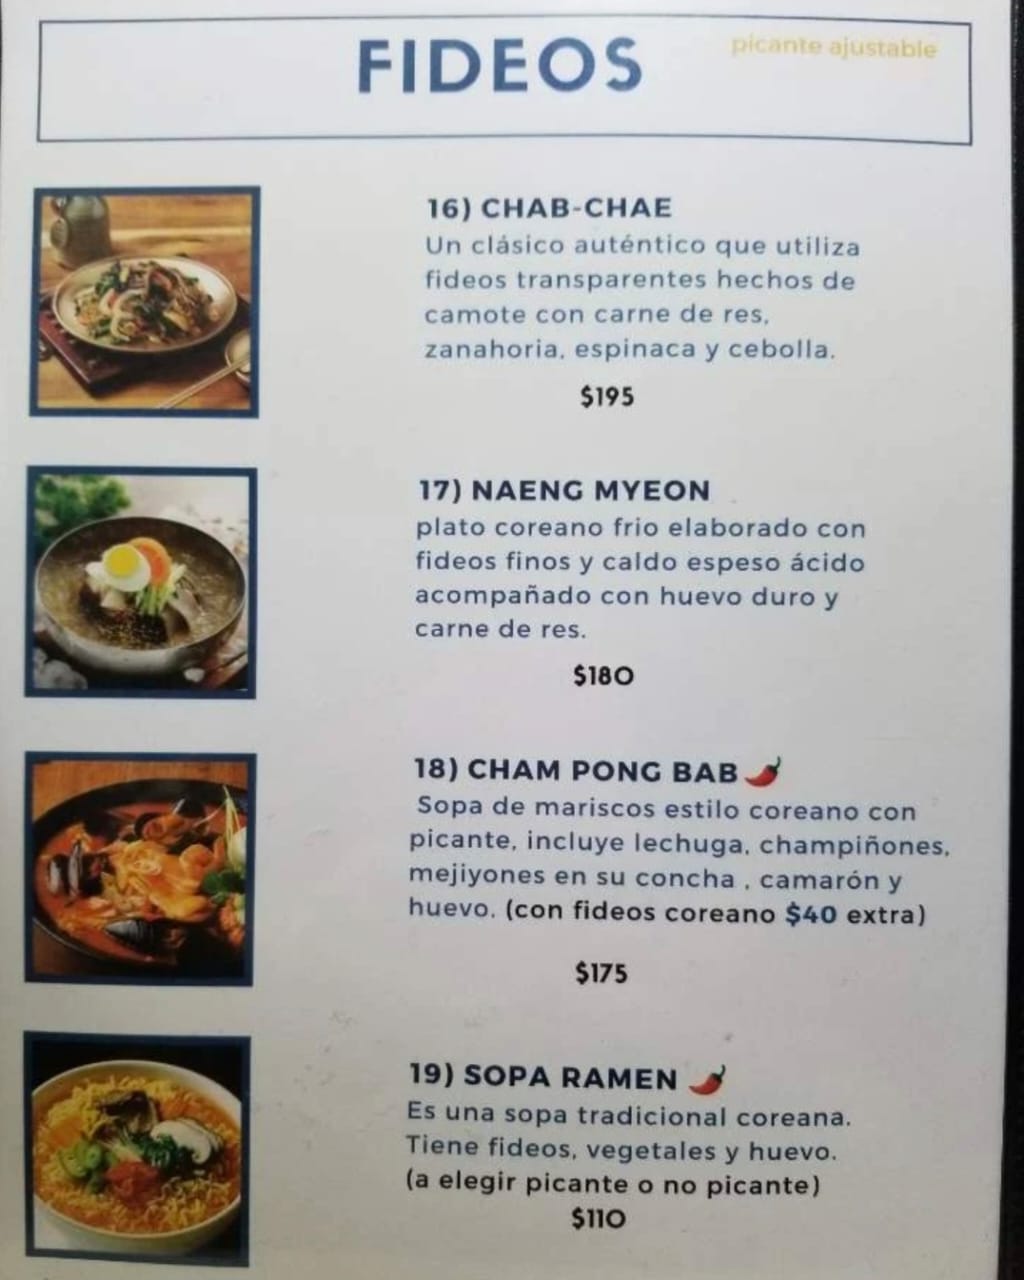 FIDEOS
picante ajustable
16) CHAB-CHAE
Un clásico auténtico que utiliza
fideos transparentes hechos de
camote con carne de res,
zanahoria, espinaca y cebolla.
$195
17) NAENG MYEON
plato coreano frio elaborado con
fideos finos y caldo espeso ácido
acompañado con huevo duro y
carne de res.
$180
18) CHAM PONG BAB
Sopa de mariscos estilo coreano con
picante, incluye lechuga, champiñones,
mejiyones en su concha , camarón y
huevo. (con fideos coreano $40 extra)
$175
19) SOPA RAMEN
Es una sopa tradicional coreana.
Tiene fideos, vegetales y huevo.
(a elegir picante o no picante)
$110